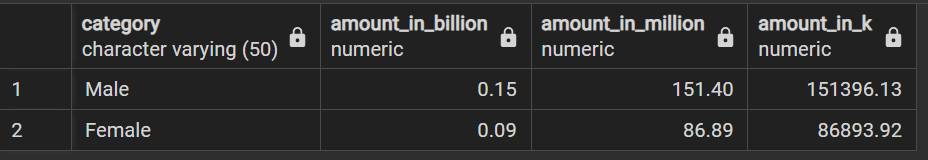 category amount_in_billion amount_in_million amount_in_k
character varying (50) numeric numeric numeric
1 Male 0.15 151.40 151396.13
2 Female 0.09 86.89 86893.92